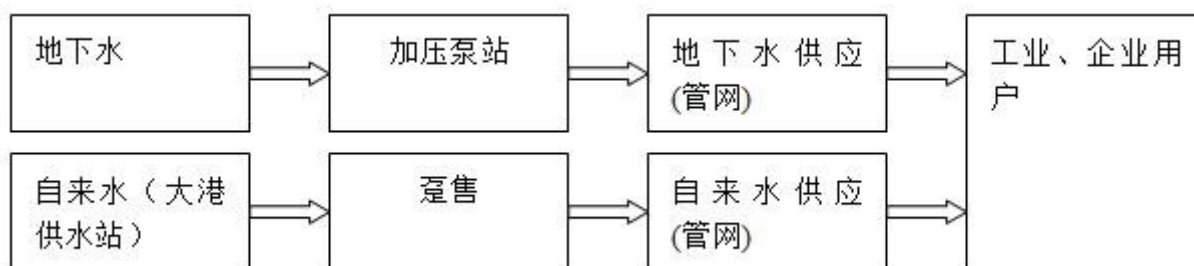 地下水
加压泵站
地下水供应
(管网)
工业、企业用
户
自来水（大港
供水站）
趸售
自来水供应
(管网)